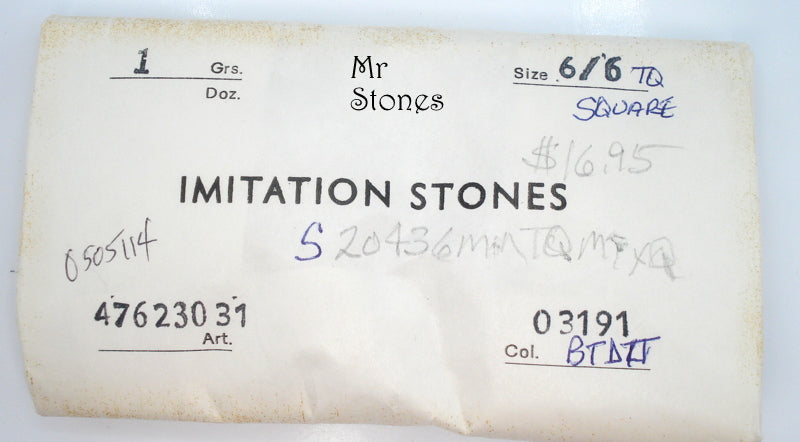 1 Grs.
Doz.
Mr
Stones
Size 6/6 TQ
SQUARE
$16.95
IMITATION STONES
0505114
S 20436
47623031
Art.
03191
Col.